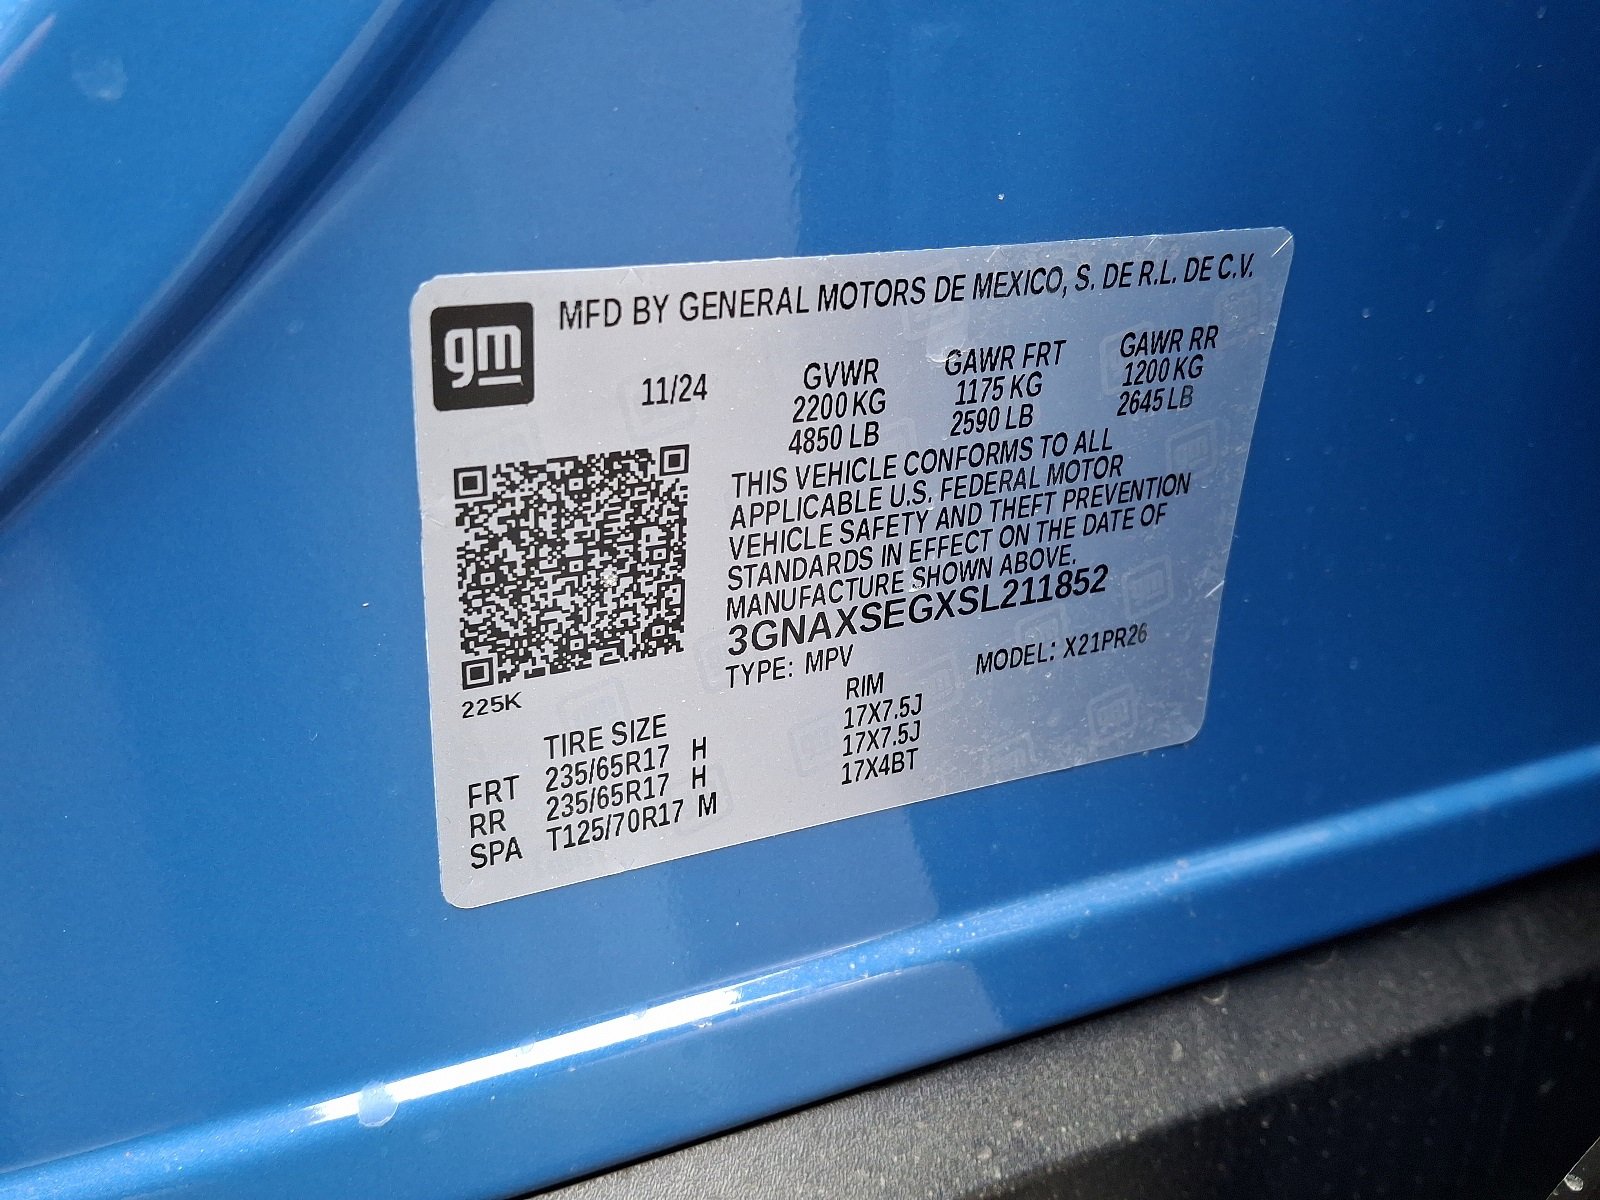 gm
MFD BY GENERAL MOTORS DE MEXICO, S. DE R.L. DE C.V.
11/24 GVWR GAWR FRT GAWR RR
2200 KG 1175 KG 1200 KG
4850 LB 2590 LB 2645 LB
THIS VEHICLE CONFORMS TO ALL
APPLICABLE U.S. FEDERAL MOTOR
VEHICLE SAFETY AND THEFT PREVENTION
STANDARDS IN EFFECT ON THE DATE OF
MANUFACTURE SHOWN ABOVE.
3GNAXSEGXSL211852
TYPE: MPV MODEL: X21PR26
225K
TIRE SIZE RIM
FRT 235/65R17 H 17X7.5J
RR 235/65R17 H 17X7.5J
SPA T125/70R17 M 17X4BT